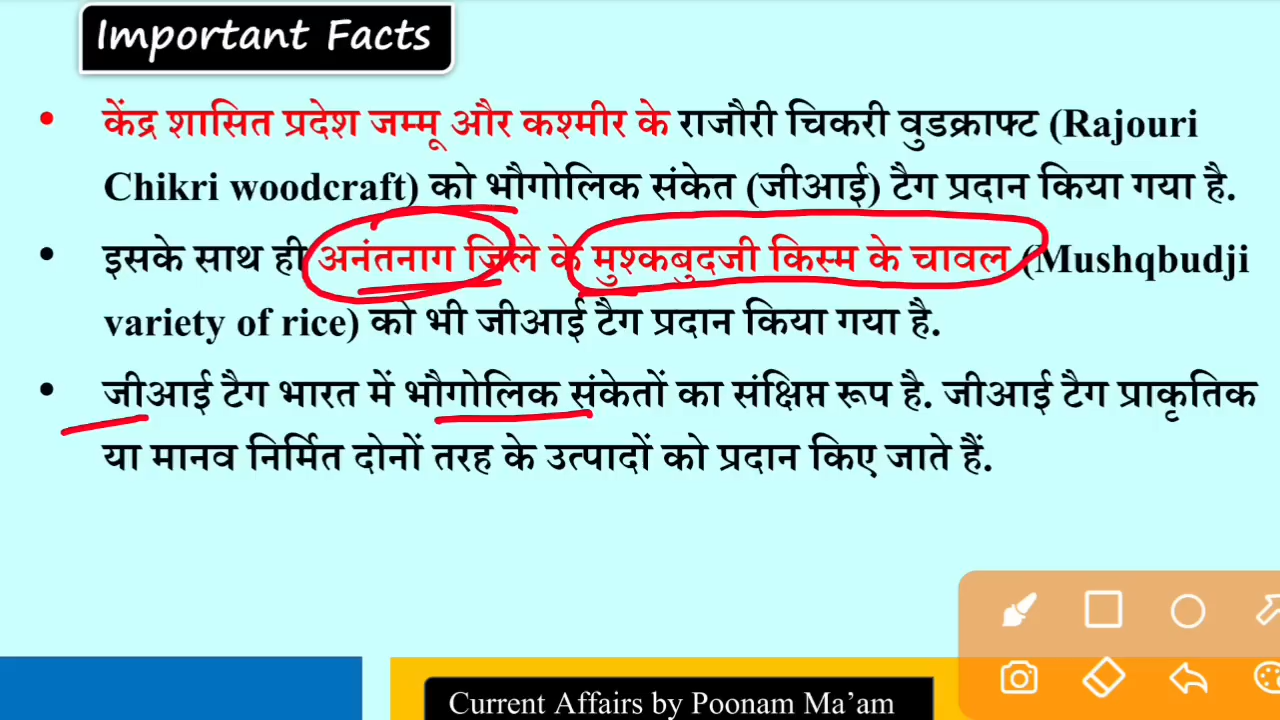 Important Facts
• केंद्र शासित प्रदेश जम्मू और कश्मीर के राजौरी चिकरी वुडक्राफ्ट (Rajouri
Chikri woodcraft) को भौगोलिक संकेत (जीआई) टैग प्रदान किया गया है.
• इसके साथ ही अनंतनाग जिले के मुश्कबुदजी किस्म के चावल (Mushqbudji
variety of rice) को भी जीआई टैग प्रदान किया गया है.
• जीआई टैग भारत में भौगोलिक संकेतों का संक्षिप्त रूप है. जीआई टैग प्राकृतिक
या मानव निर्मित दोनों तरह के उत्पादों को प्रदान किए जाते हैं.
Current Affairs by Poonam Ma’am